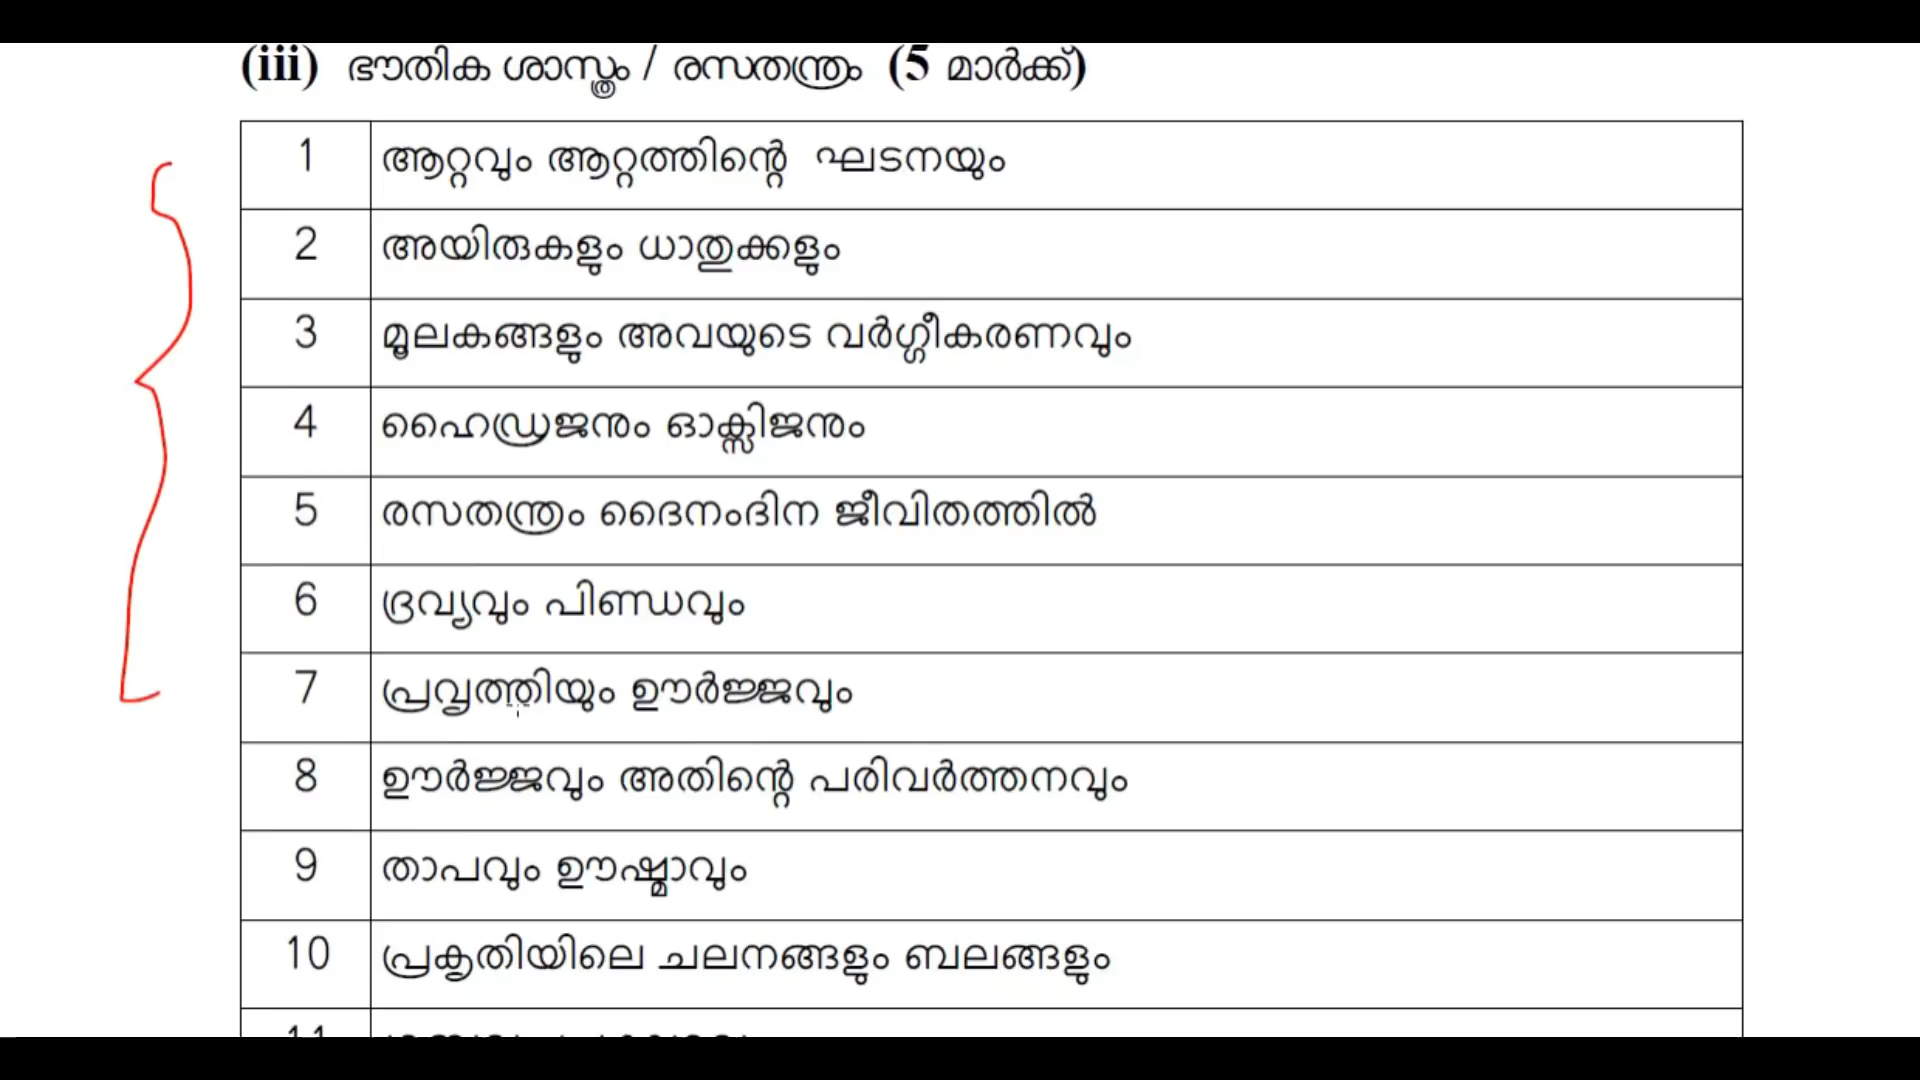 (iii) ഭൗതിക ശാസ്ത്രം / രസതന്ത്രം (5 മാർക്ക്)
1 ആറ്റവും ആറ്റത്തിന്റെ ഘടനയും
2 അയിരുകളും ധാതുക്കളും
3 മൂലകങ്ങളും അവയുടെ വർഗ്ഗീകരണവും
4 ഹൈഡ്രജനും ഓക്സിജനും
5 രസതന്ത്രം ദൈനംദിന ജീവിതത്തിൽ
6 ദ്രവ്യവും പിണ്ഡവും
7 പ്രവൃത്തിയും ഊർജ്ജവും
8 ഊർജ്ജവും അതിന്റെ പരിവർത്തനവും
9 താപവും ഊഷ്മാവും
10 പ്രകൃതിയിലെ ചലനങ്ങളും ബലങ്ങളും
11